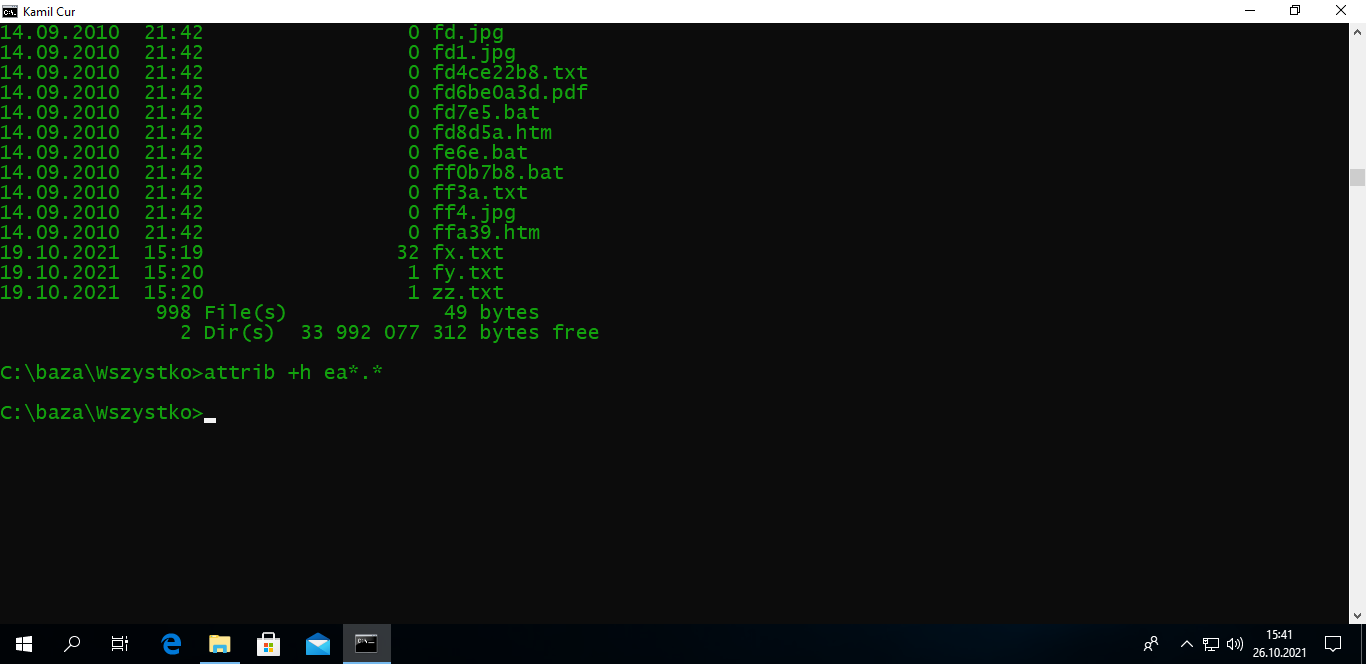 Kamil Cur
14.09.2010  21:42                 0 fd.jpg
14.09.2010  21:42                 0 fd1.jpg
14.09.2010  21:42                 0 fd4ce22b8.txt
14.09.2010  21:42                 0 fd6be0a3d.pdf
14.09.2010  21:42                 0 fd7e5.bat
14.09.2010  21:42                 0 fd8d5a.htm
14.09.2010  21:42                 0 fe6e.bat
14.09.2010  21:42                 0 ff0b7b8.bat
14.09.2010  21:42                 0 ff3a.txt
14.09.2010  21:42                 0 ff4.jpg
14.09.2010  21:42                 0 ffa39.htm
19.10.2021  15:19                32 fx.txt
19.10.2021  15:20                 1 fy.txt
19.10.2021  15:20                 1 zz.txt
             998 File(s)             49 bytes
               2 Dir(s)  33 992 077 312 bytes free
C:\baza\Wszystko>attrib +h ea*.*
C:\baza\Wszystko>
15:41
26.10.2021